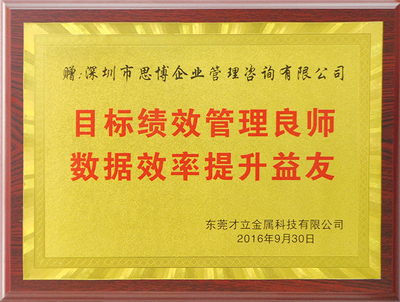 赠:深圳市思博企业管理咨询有限公司
目标绩效管理良师
数据效率提升益友
东莞才立金属科技有限公司
2016年9月30日